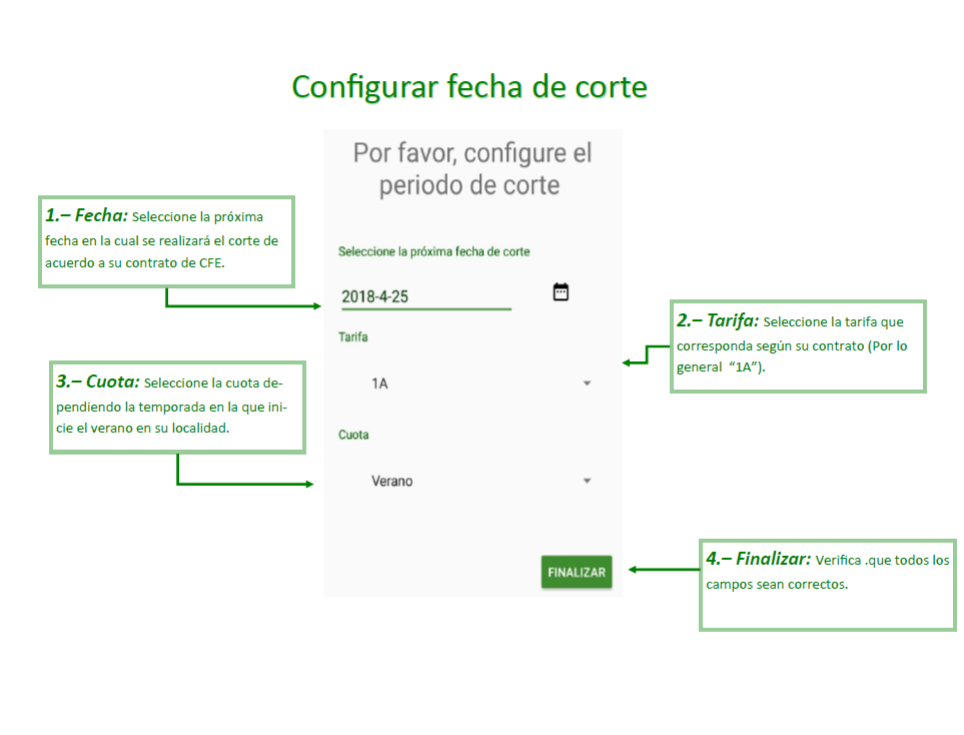 Configurar fecha de corte
Por favor, configure el
periodo de corte
1.– Fecha: Seleccione la próxima
fecha en la cual se realizará el corte de
acuerdo a su contrato de CFE.
Seleccione la próxima fecha de corte
2018-4-25
2.– Tarifa: Seleccione la tarifa que
corresponda según su contrato (Por lo
general “1A”).
Tarifa
1A
3.– Cuota: Seleccione la cuota de-
pendiendo la temporada en la que ini-
cie el verano en su localidad.
Cuota
Verano
4.– Finalizar: Verifica .que todos los
campos sean correctos.
FINALIZAR